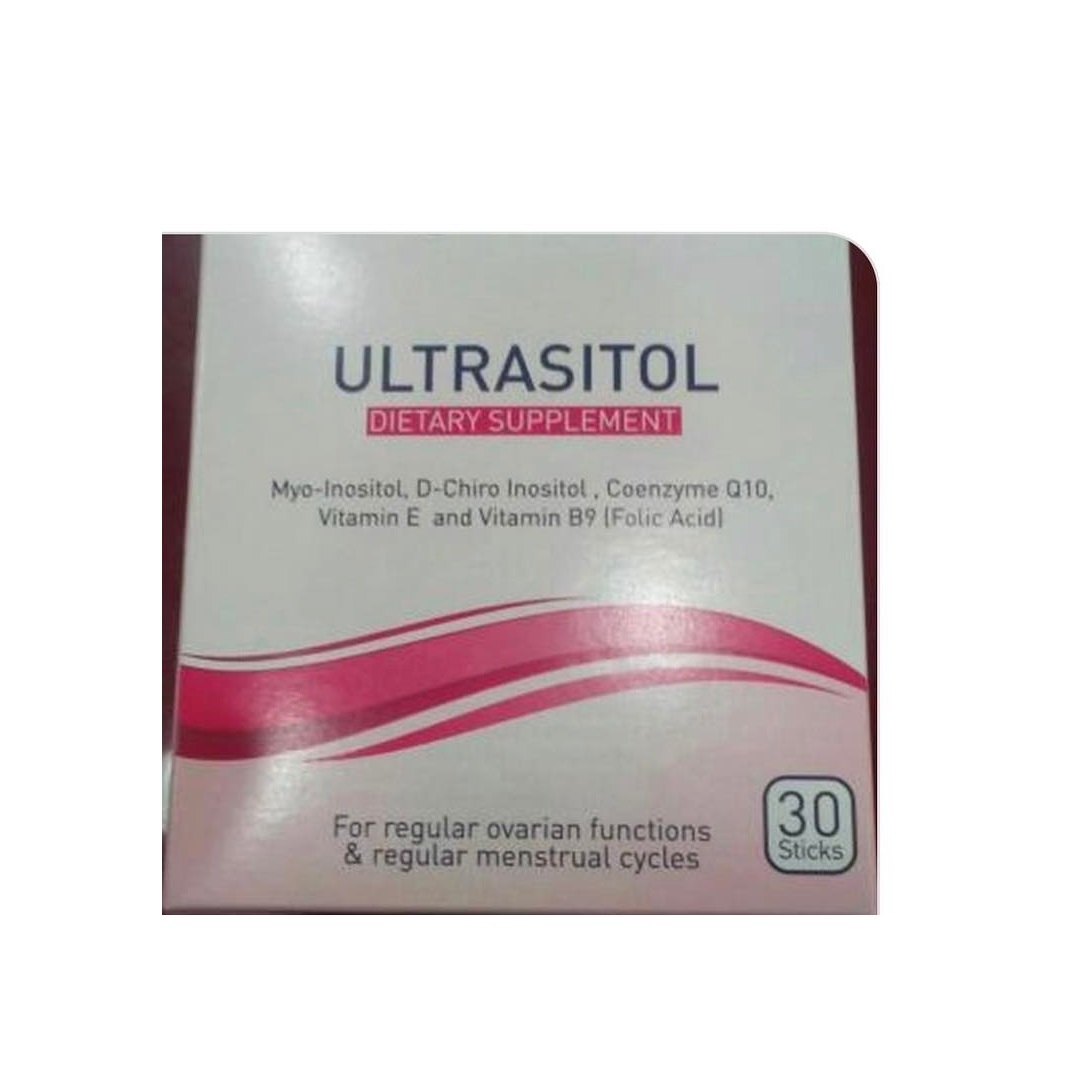 ULTRASITOL
DIETARY SUPPLEMENT
Myo-Inositol, D-Chiro Inositol , Coenzyme Q10,
Vitamin E and Vitamin B9 (Folic Acid)
For regular ovarian functions
& regular menstrual cycles
30
Sticks